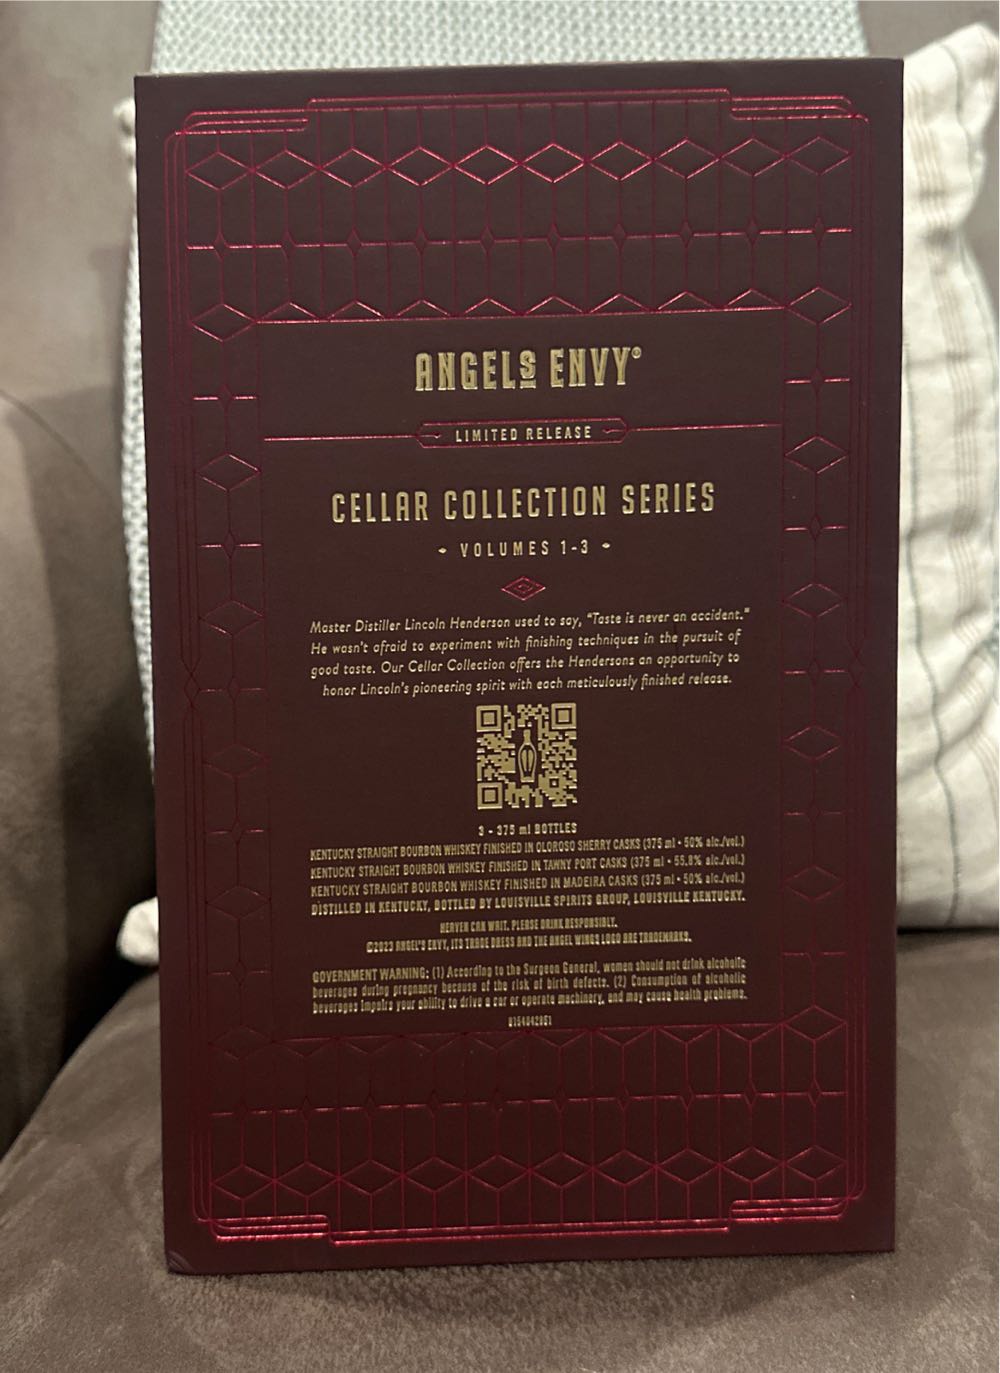 ANGELS ENVY®
LIMITED RELEASE
CELLAR COLLECTION SERIES
• VOLUMES 1-3 •
Master Distiller Lincoln Henderson used to say, "Taste is never an accident."
He wasn't afraid to experiment with finishing techniques in the pursuit of
good taste. Our Cellar Collection offers the Hendersons an opportunity to
honor Lincoln's pioneering spirit with each meticulously finished release.
3 - 375 ml BOTTLES
KENTUCKY STRAIGHT BOURBON WHISKEY FINISHED IN OLOROSO SHERRY CASKS (375 ml • 50% alc./vol.)
KENTUCKY STRAIGHT BOURBON WHISKEY FINISHED IN TAWNY PORT CASKS (375 ml • 55.8% alc./vol.)
KENTUCKY STRAIGHT BOURBON WHISKEY FINISHED IN MADEIRA CASKS (375 ml • 50% alc./vol.)
DISTILLED IN KENTUCKY, BOTTLED BY LOUISVILLE SPIRITS GROUP, LOUISVILLE KENTUCKY.
HEAVEN CAN WAIT. PLEASE DRINK RESPONSIBLY.
©2023 ANGEL'S ENVY, ITS TRADE DRESS AND THE ANGEL WINGS LOGO ARE TRADEMARKS.
GOVERNMENT WARNING: (1) According to the Surgeon General, women should not drink alcoholic
beverages during pregnancy because of the risk of birth defects. (2) Consumption of alcoholic
beverages impairs your ability to drive a car or operate machinery, and may cause health problems.